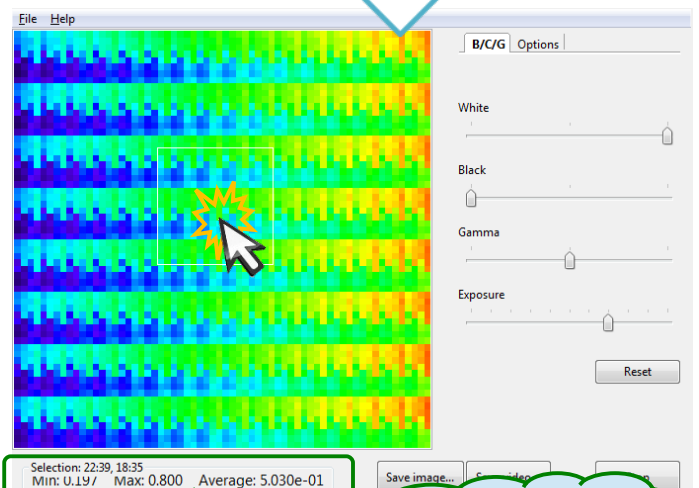 File Help
B/C/G Options
White
Black
Gamma
Exposure
Reset
Selection: 22:39, 18:35
Min: 0.197 Max: 0.800 Average: 5.030e-01
Save image...